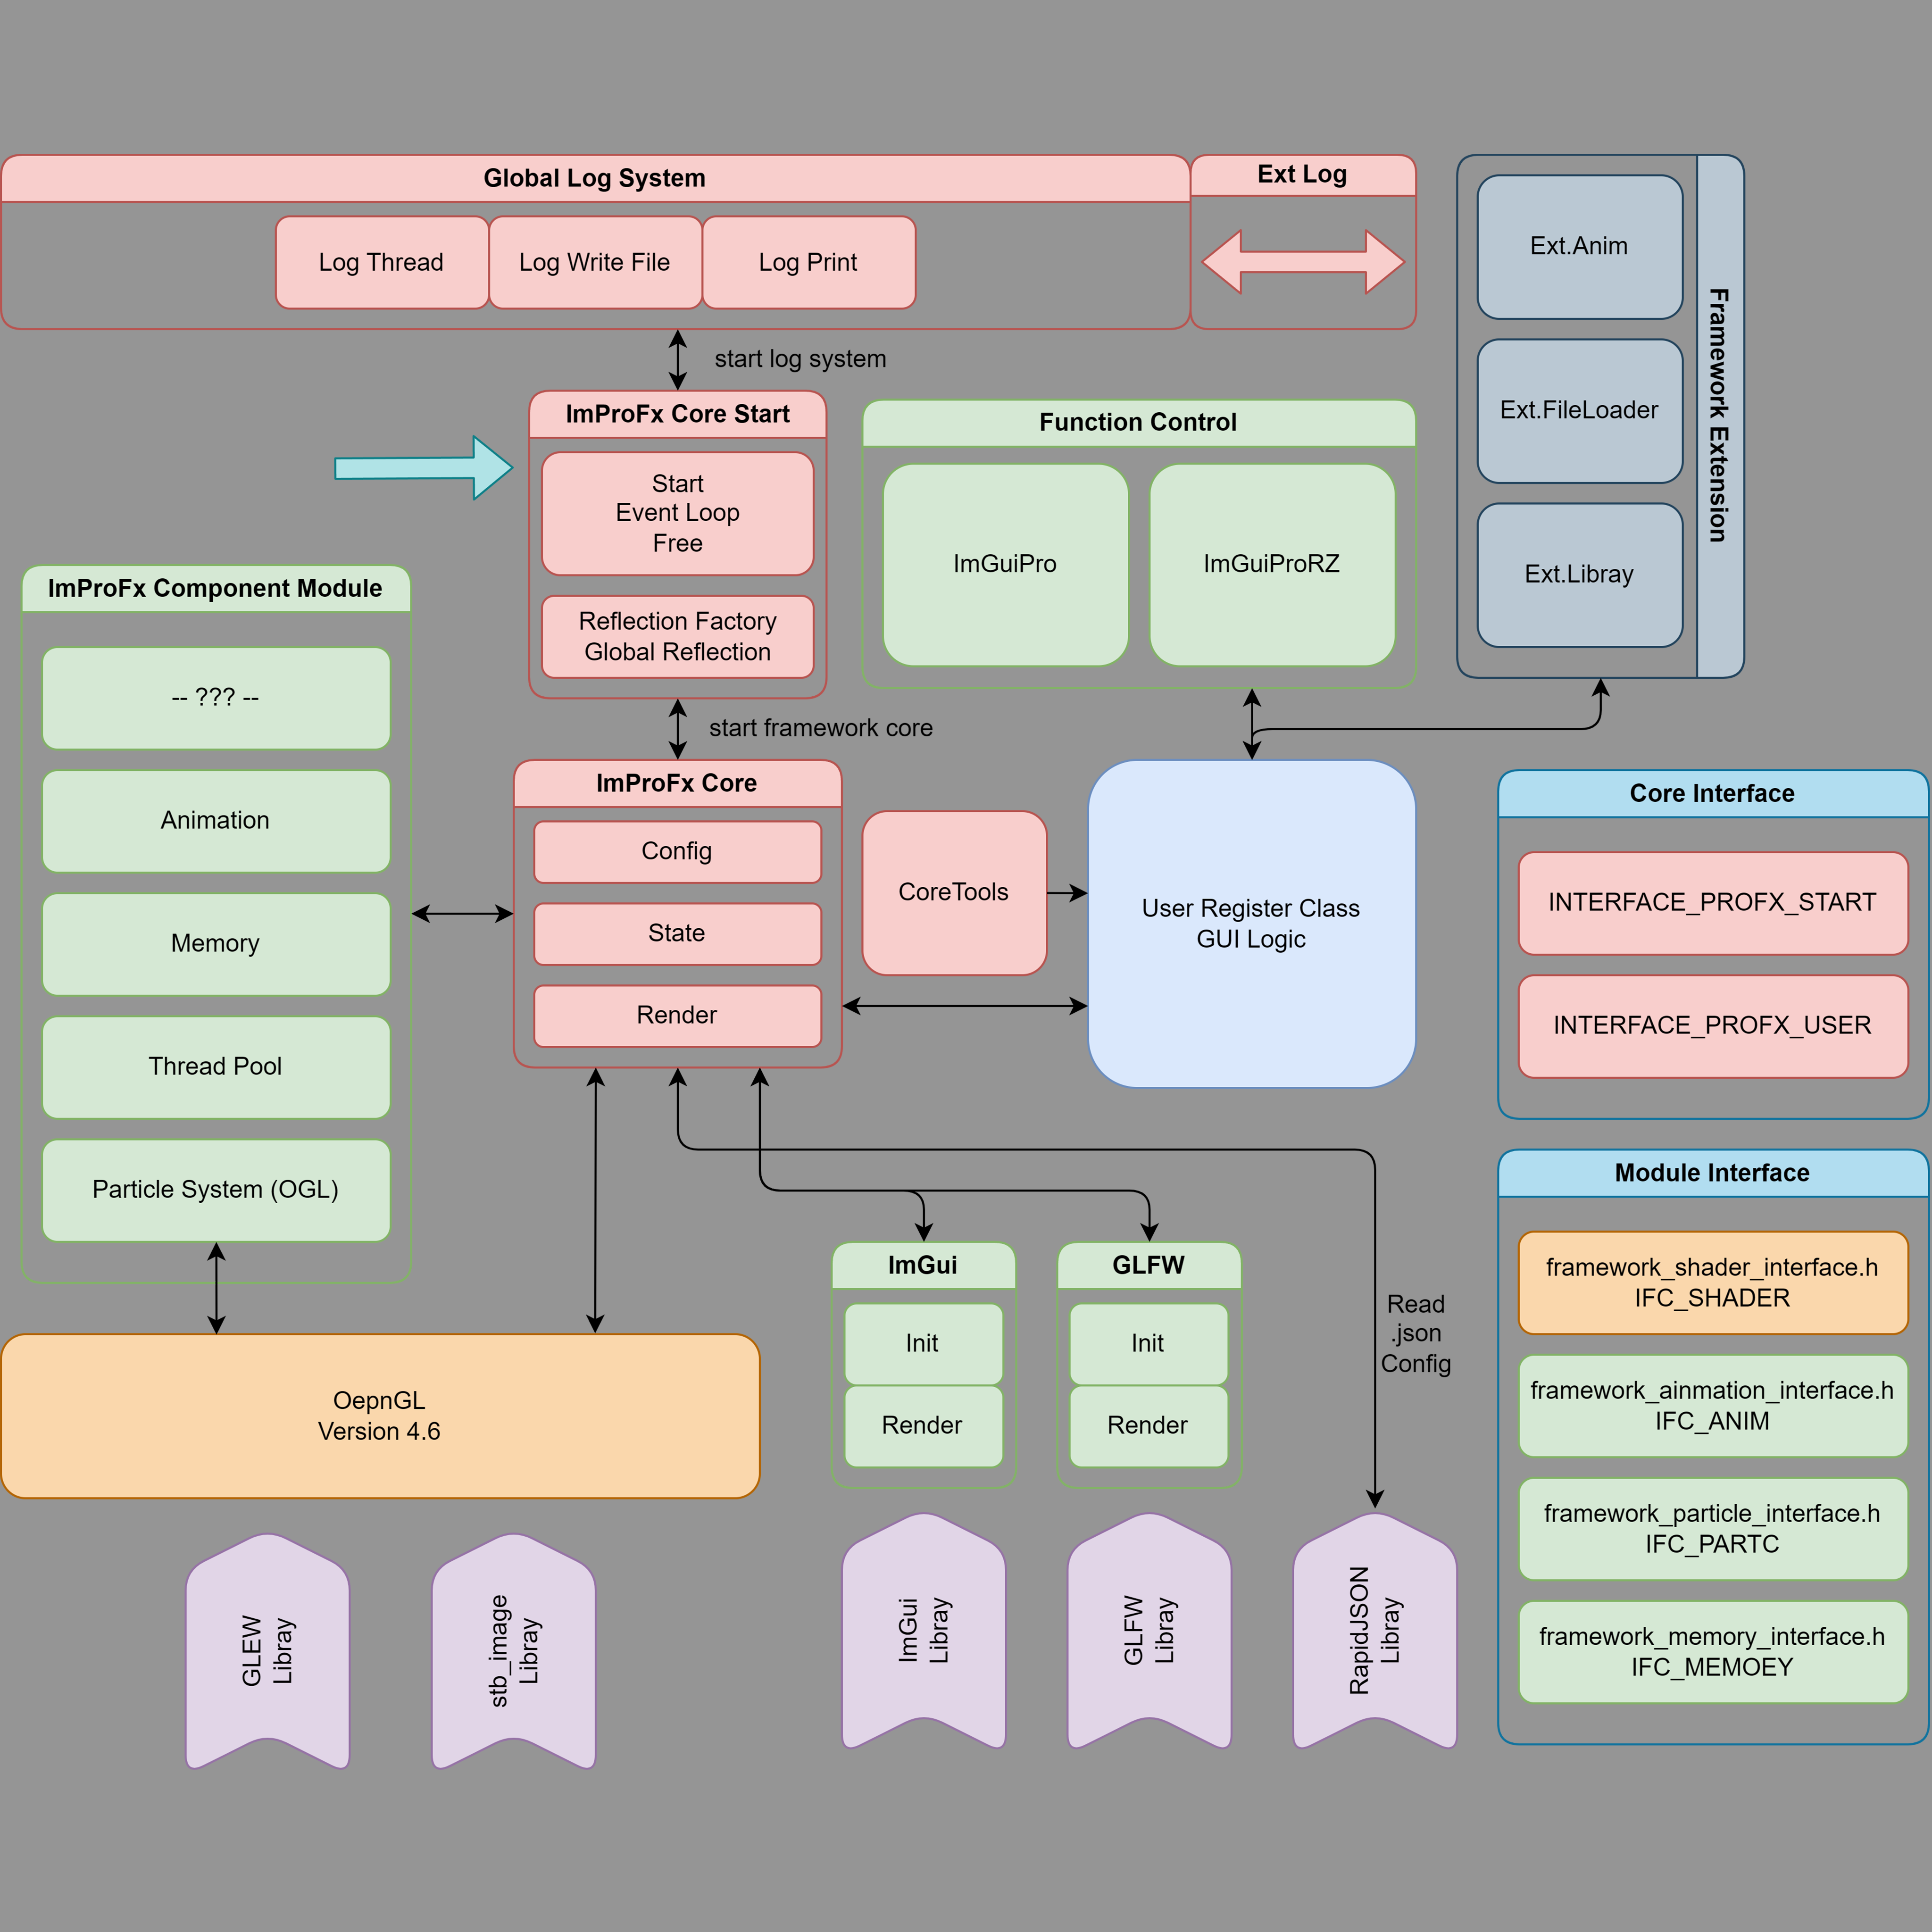 Global Log System
Log Thread
Log Write File
Log Print
Ext Log
start log system
ImProFx Core Start
Start
Event Loop
Free
Reflection Factory
Global Reflection
start framework core
Function Control
ImGuiPro
ImGuiProRZ
Framework Extension
Ext.Anim
Ext.FileLoader
Ext.Libray
ImProFx Component Module
-- ??? --
Animation
Memory
Thread Pool
Particle System (OGL)
ImProFx Core
Config
State
Render
CoreTools
User Register Class
GUI Logic
Core Interface
INTERFACE_PROFX_START
INTERFACE_PROFX_USER
Module Interface
framework_shader_interface.h
IFC_SHADER
framework_ainmation_interface.h
IFC_ANIM
framework_particle_interface.h
IFC_PARTC
framework_memory_interface.h
IFC_MEMOEY
ImGui
Init
Render
GLFW
Init
Render
Read
.json
Config
OepnGL
Version 4.6
GLEW
Libray
stb_image
Libray
ImGui
Libray
GLFW
Libray
RapidJSON
Libray